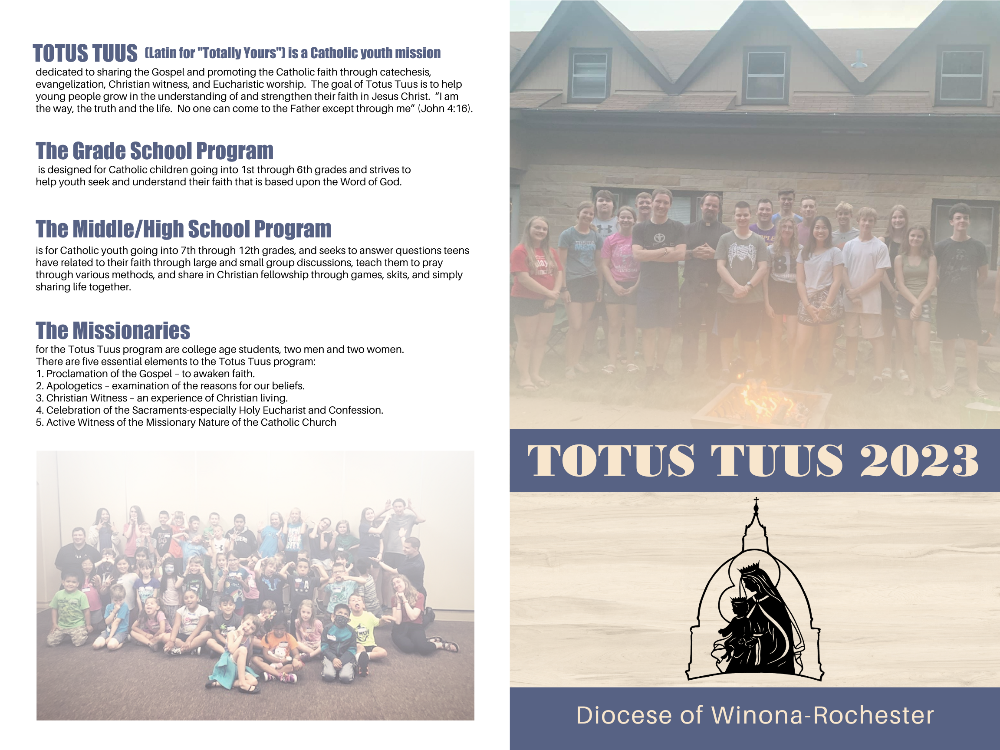 TOTUS TUUS (Latin for "Totally Yours") is a Catholic youth mission
dedicated to sharing the Gospel and promoting the Catholic faith through catechesis,
evangelization, Christian witness, and Eucharistic worship.  The goal of Totus Tuus is to help
young people grow in the understanding of and strengthen their faith in Jesus Christ.  “I am
the way, the truth and the life.  No one can come to the Father except through me” (John 4:16).
The Grade School Program
is designed for Catholic children going into 1st through 6th grades and strives to
help youth seek and understand their faith that is based upon the Word of God.
The Middle/High School Program
is for Catholic youth going into 7th through 12th grades, and seeks to answer questions teens
have related to their faith through large and small group discussions, teach them to pray
through various methods, and share in Christian fellowship through games, skits, and simply
sharing life together.
The Missionaries
for the Totus Tuus program are college age students, two men and two women.
There are five essential elements to the Totus Tuus program:
1. Proclamation of the Gospel – to awaken faith.
2. Apologetics – examination of the reasons for our beliefs.
3. Christian Witness – an experience of Christian living.
4. Celebration of the Sacraments-especially Holy Eucharist and Confession.
5. Active Witness of the Missionary Nature of the Catholic Church
TOTUS TUUS 2023
Diocese of Winona-Rochester